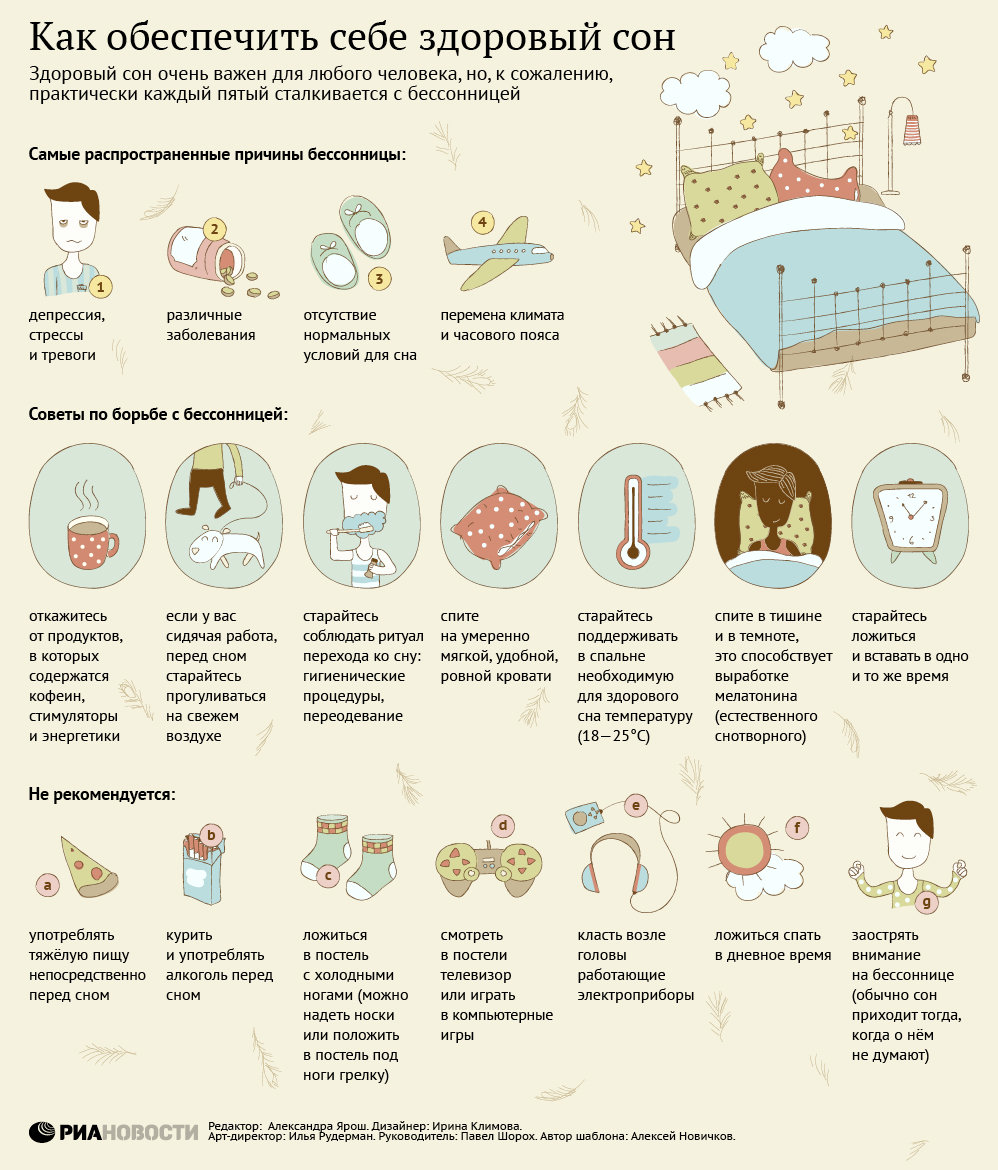 Как обеспечить себе здоровый сон
Здоровый сон очень важен для любого человека, но, к сожалению,
практически каждый пятый сталкивается с бессонницей
Самые распространенные причины бессонницы:
1
депрессия,
стрессы
и тревоги
2
различные
заболевания
3
отсутствие
нормальных
условий для сна
4
перемена климата
и часового пояса
Советы по борьбе с бессонницей:
12
3
6
9
откажитесь
от продуктов,
в которых
содержатся
кофеин,
стимуляторы
и энергетики
если у вас
сидячая работа,
перед сном
старайтесь
прогуливаться
на свежем
воздухе
старайтесь
соблюдать ритуал
перехода ко сну:
гигиенические
процедуры,
переодевание
спите
на умеренно
мягкой, удобной,
ровной кровати
старайтесь
поддерживать
в спальне
необходимую
для здорового
сна температуру
(18—25°C)
спите в тишине
и в темноте,
это способствует
выработке
мелатонина
(естественного
снотворного)
старайтесь
ложиться
и вставать в одно
и то же время
Не рекомендуется:
a
употреблять
тяжёлую пищу
непосредственно
перед сном
b
курить
и употреблять
алкоголь перед
сном
c
ложиться
в постель
с холодными
ногами (можно
надеть носки
или положить
в постель под
ноги грелку)
d
смотреть
в постели
телевизор
или играть
в компьютерные
игры
e
класть возле
головы
работающие
электроприборы
f
ложиться спать
в дневное время
g
заострять
внимание
на бессоннице
(обычно сон
приходит тогда,
когда о нём
не думают)
РИАНОВОСТИ
Редактор: Александра Ярош. Дизайнер: Ирина Климова.
Арт-директор: Илья Рудерман. Руководитель: Павел Шорох. Автор шаблона: Алексей Новичков.